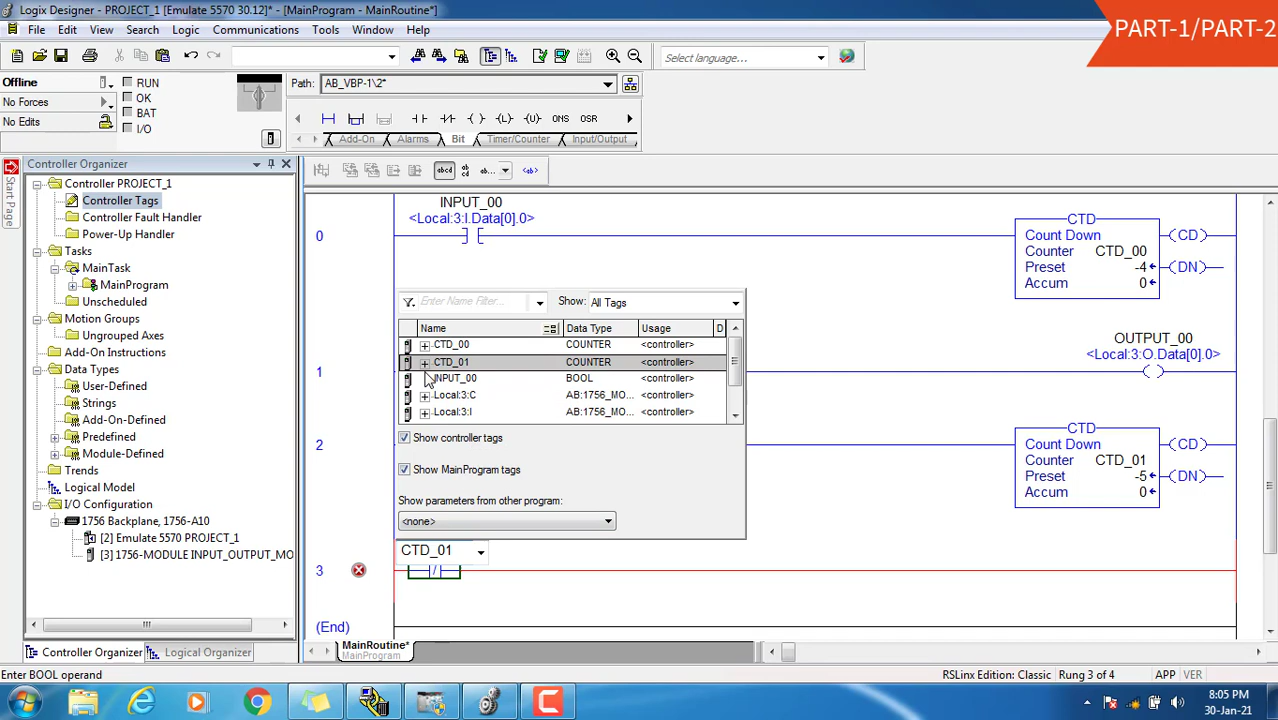 Logix Designer - PROJECT_1 [Emulate 5570 30.12]* - [MainProgram - MainRoutine*]
PART-1/PART-2
File Edit View Search Logic Communications Tools Window Help
Select language...
Offline
RUN
Path: AB_VBP-1\2*
No Forces
OK
BAT
No Edits
I/O
(L) (U) ONS OSR
Add-On Alarms Bit Timer/Counter Input/Output
Start Page
Controller Organizer
Controller PROJECT_1
Controller Tags
Controller Fault Handler
Power-Up Handler
Tasks
MainTask
MainProgram
Unscheduled
Motion Groups
Ungrouped Axes
Add-On Instructions
Data Types
User-Defined
Strings
Add-On-Defined
Predefined
Module-Defined
Trends
Logical Model
I/O Configuration
1756 Backplane, 1756-A10
[2] Emulate 5570 PROJECT_1
[3] 1756-MODULE INPUT_OUTPUT_MO
Controller Organizer Logical Organizer
abcd ab cd ab...
INPUT_00
<Local:3:I.Data[0].0>
0
CTD
Count Down
Counter CTD_00
Preset -4
Accum 0
(CD)
(DN)
Enter Name Filter... Show: All Tags
Name Data Type Usage D
CTD_00 COUNTER <controller>
CTD_01 COUNTER <controller>
INPUT_00 BOOL <controller>
Local:3:C AB:1756_MO... <controller>
Local:3:I AB:1756_MO... <controller>
Show controller tags
Show MainProgram tags
Show parameters from other program:
<none>
OUTPUT_00
<Local:3:O.Data[0].0>
1
2
CTD
Count Down
Counter CTD_01
Preset -5
Accum 0
(CD)
(DN)
CTD_01
3
(End)
MainRoutine*
MainProgram
Enter BOOL operand
RSLinx Edition: Classic Rung 3 of 4 APP VER
8:05 PM
30-Jan-21